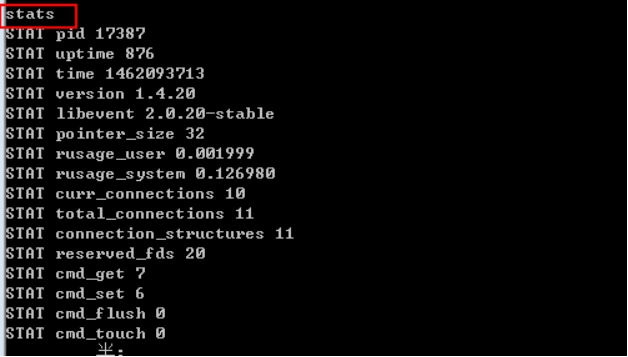 stats
STAT pid 17387
STAT uptime 876
STAT time 1462093713
STAT version 1.4.20
STAT libevent 2.0.20-stable
STAT pointer_size 32
STAT rusage_user 0.001999
STAT rusage_system 0.126980
STAT curr_connections 10
STAT total_connections 11
STAT connection_structures 11
STAT reserved_fds 20
STAT cmd_get 7
STAT cmd_set 6
STAT cmd_flush 0
STAT cmd_touch 0
半: